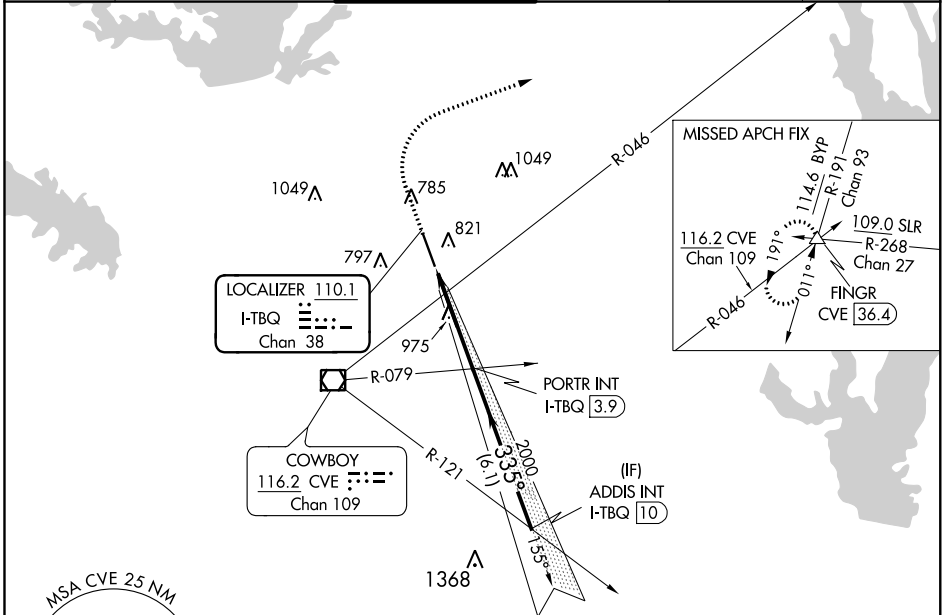 R-046
MISSED APCH FIX
114.6 BYP
R-191
Chan 93
109.0 SLR
R-268
Chan 27
116.2 CVE
Chan 109
191°
011°
R-046
FINGR
CVE 36.4
1049
785
1049
797
821
LOCALIZER 110.1
I-TBQ
Chan 38
975
R-079
PORTR INT
I-TBQ 3.9
COWBOY
116.2 CVE
Chan 109
R-121
(6.1)
335°
2000
(IF)
ADDIS INT
I-TBQ 10
155°
1368
MSA CVE 25 NM